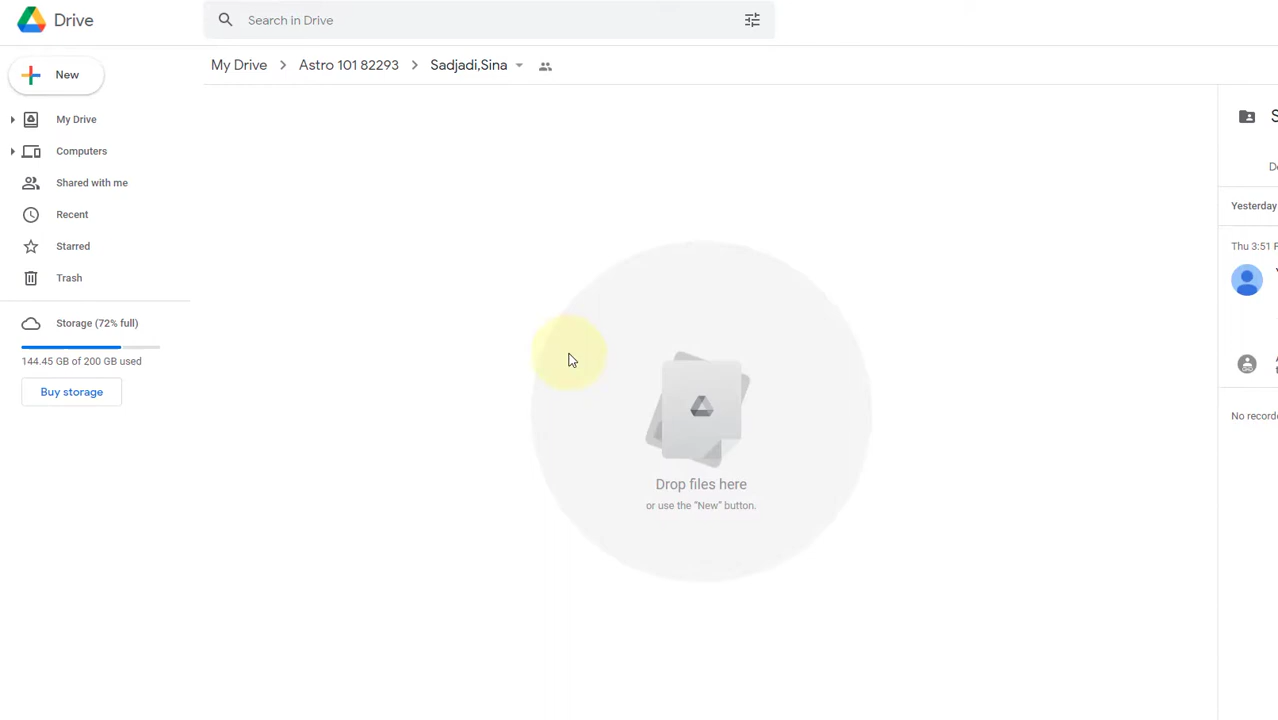 Drive
Search in Drive
New
My Drive
Astro 101 82293
Sadjadi,Sina
My Drive
Computers
Shared with me
Recent
Starred
Trash
Storage (72% full)
144.45 GB of 200 GB used
Buy storage
Drop files here
or use the “New” button.
Yesterday
Thu 3:51
No